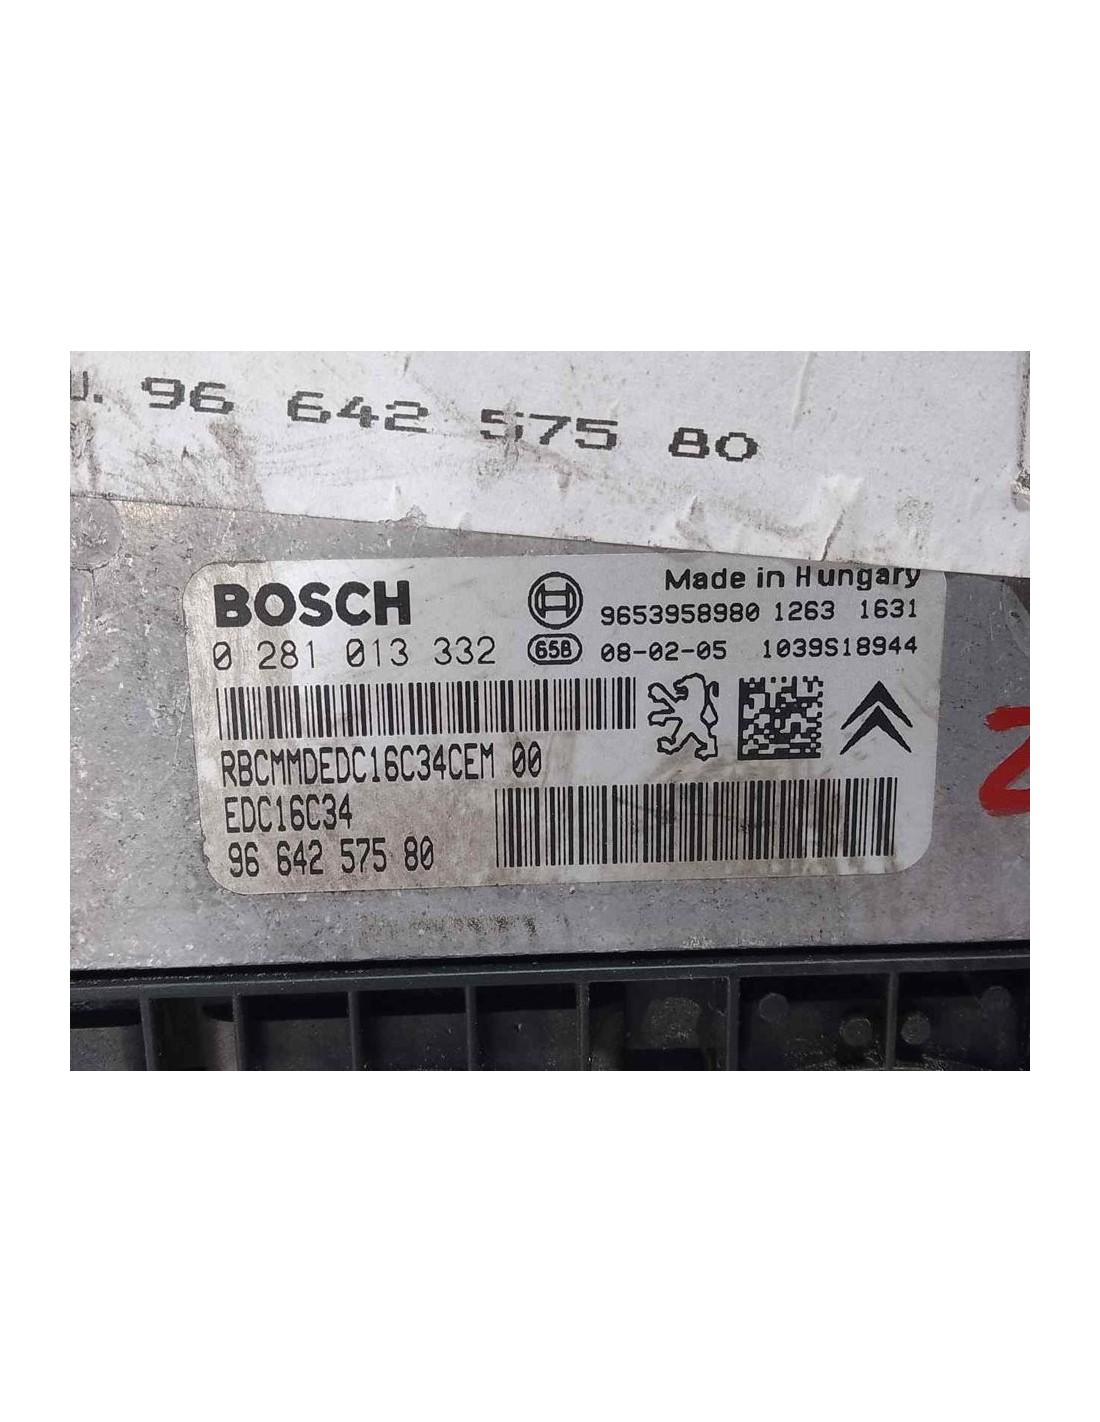 96 642 575 80
BOSCH
Made in Hungary
9653958980 1263 1631
0 281 013 332
65B
08-02-05 1039S18944
RBCMMDEDC16C34CEM 00
EDC16C34
96 642 575 80